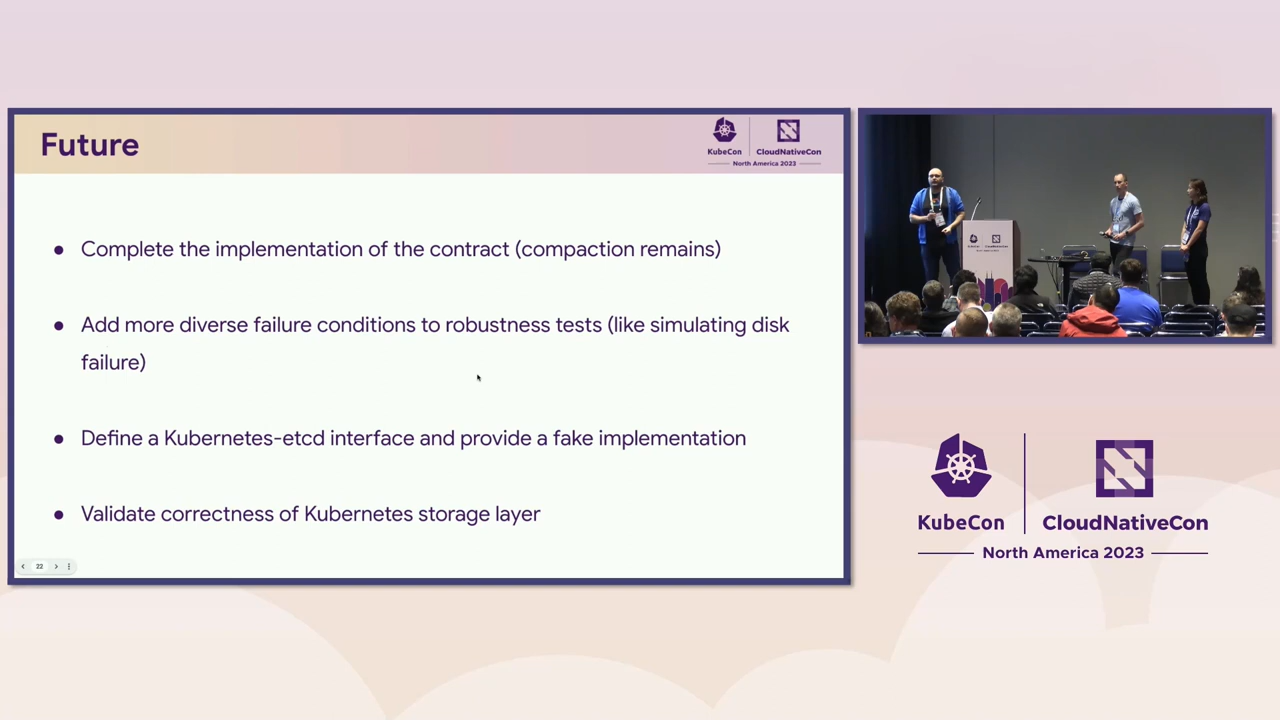 Future
KubeCon
CloudNativeCon
North America 2023
● Complete the implementation of the contract (compaction remains)
● Add more diverse failure conditions to robustness tests (like simulating disk
failure)
● Define a Kubernetes-etcd interface and provide a fake implementation
● Validate correctness of Kubernetes storage layer
22
KubeCon
CloudNativeCon
North America 2023